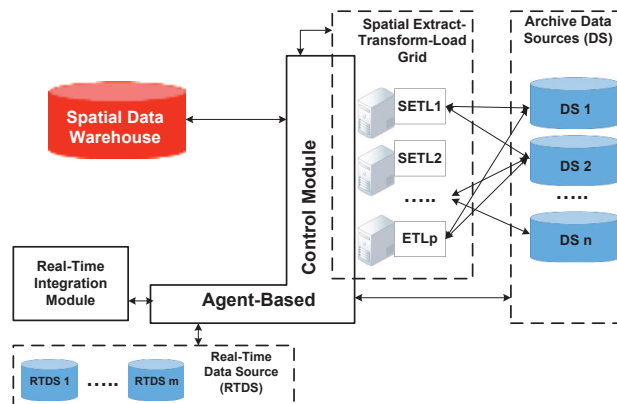 Spatial Extract-
Transform-Load
Grid
Archive Data
Sources (DS)
Spatial Data
Warehouse
Control Module
SETL1
SETL2
.....
ETLp
DS 1
DS 2
.....
DS n
Real-Time
Integration
Module
Agent-Based
RTDS 1
.....
RTDS m
Real-Time
Data Source
(RTDS)